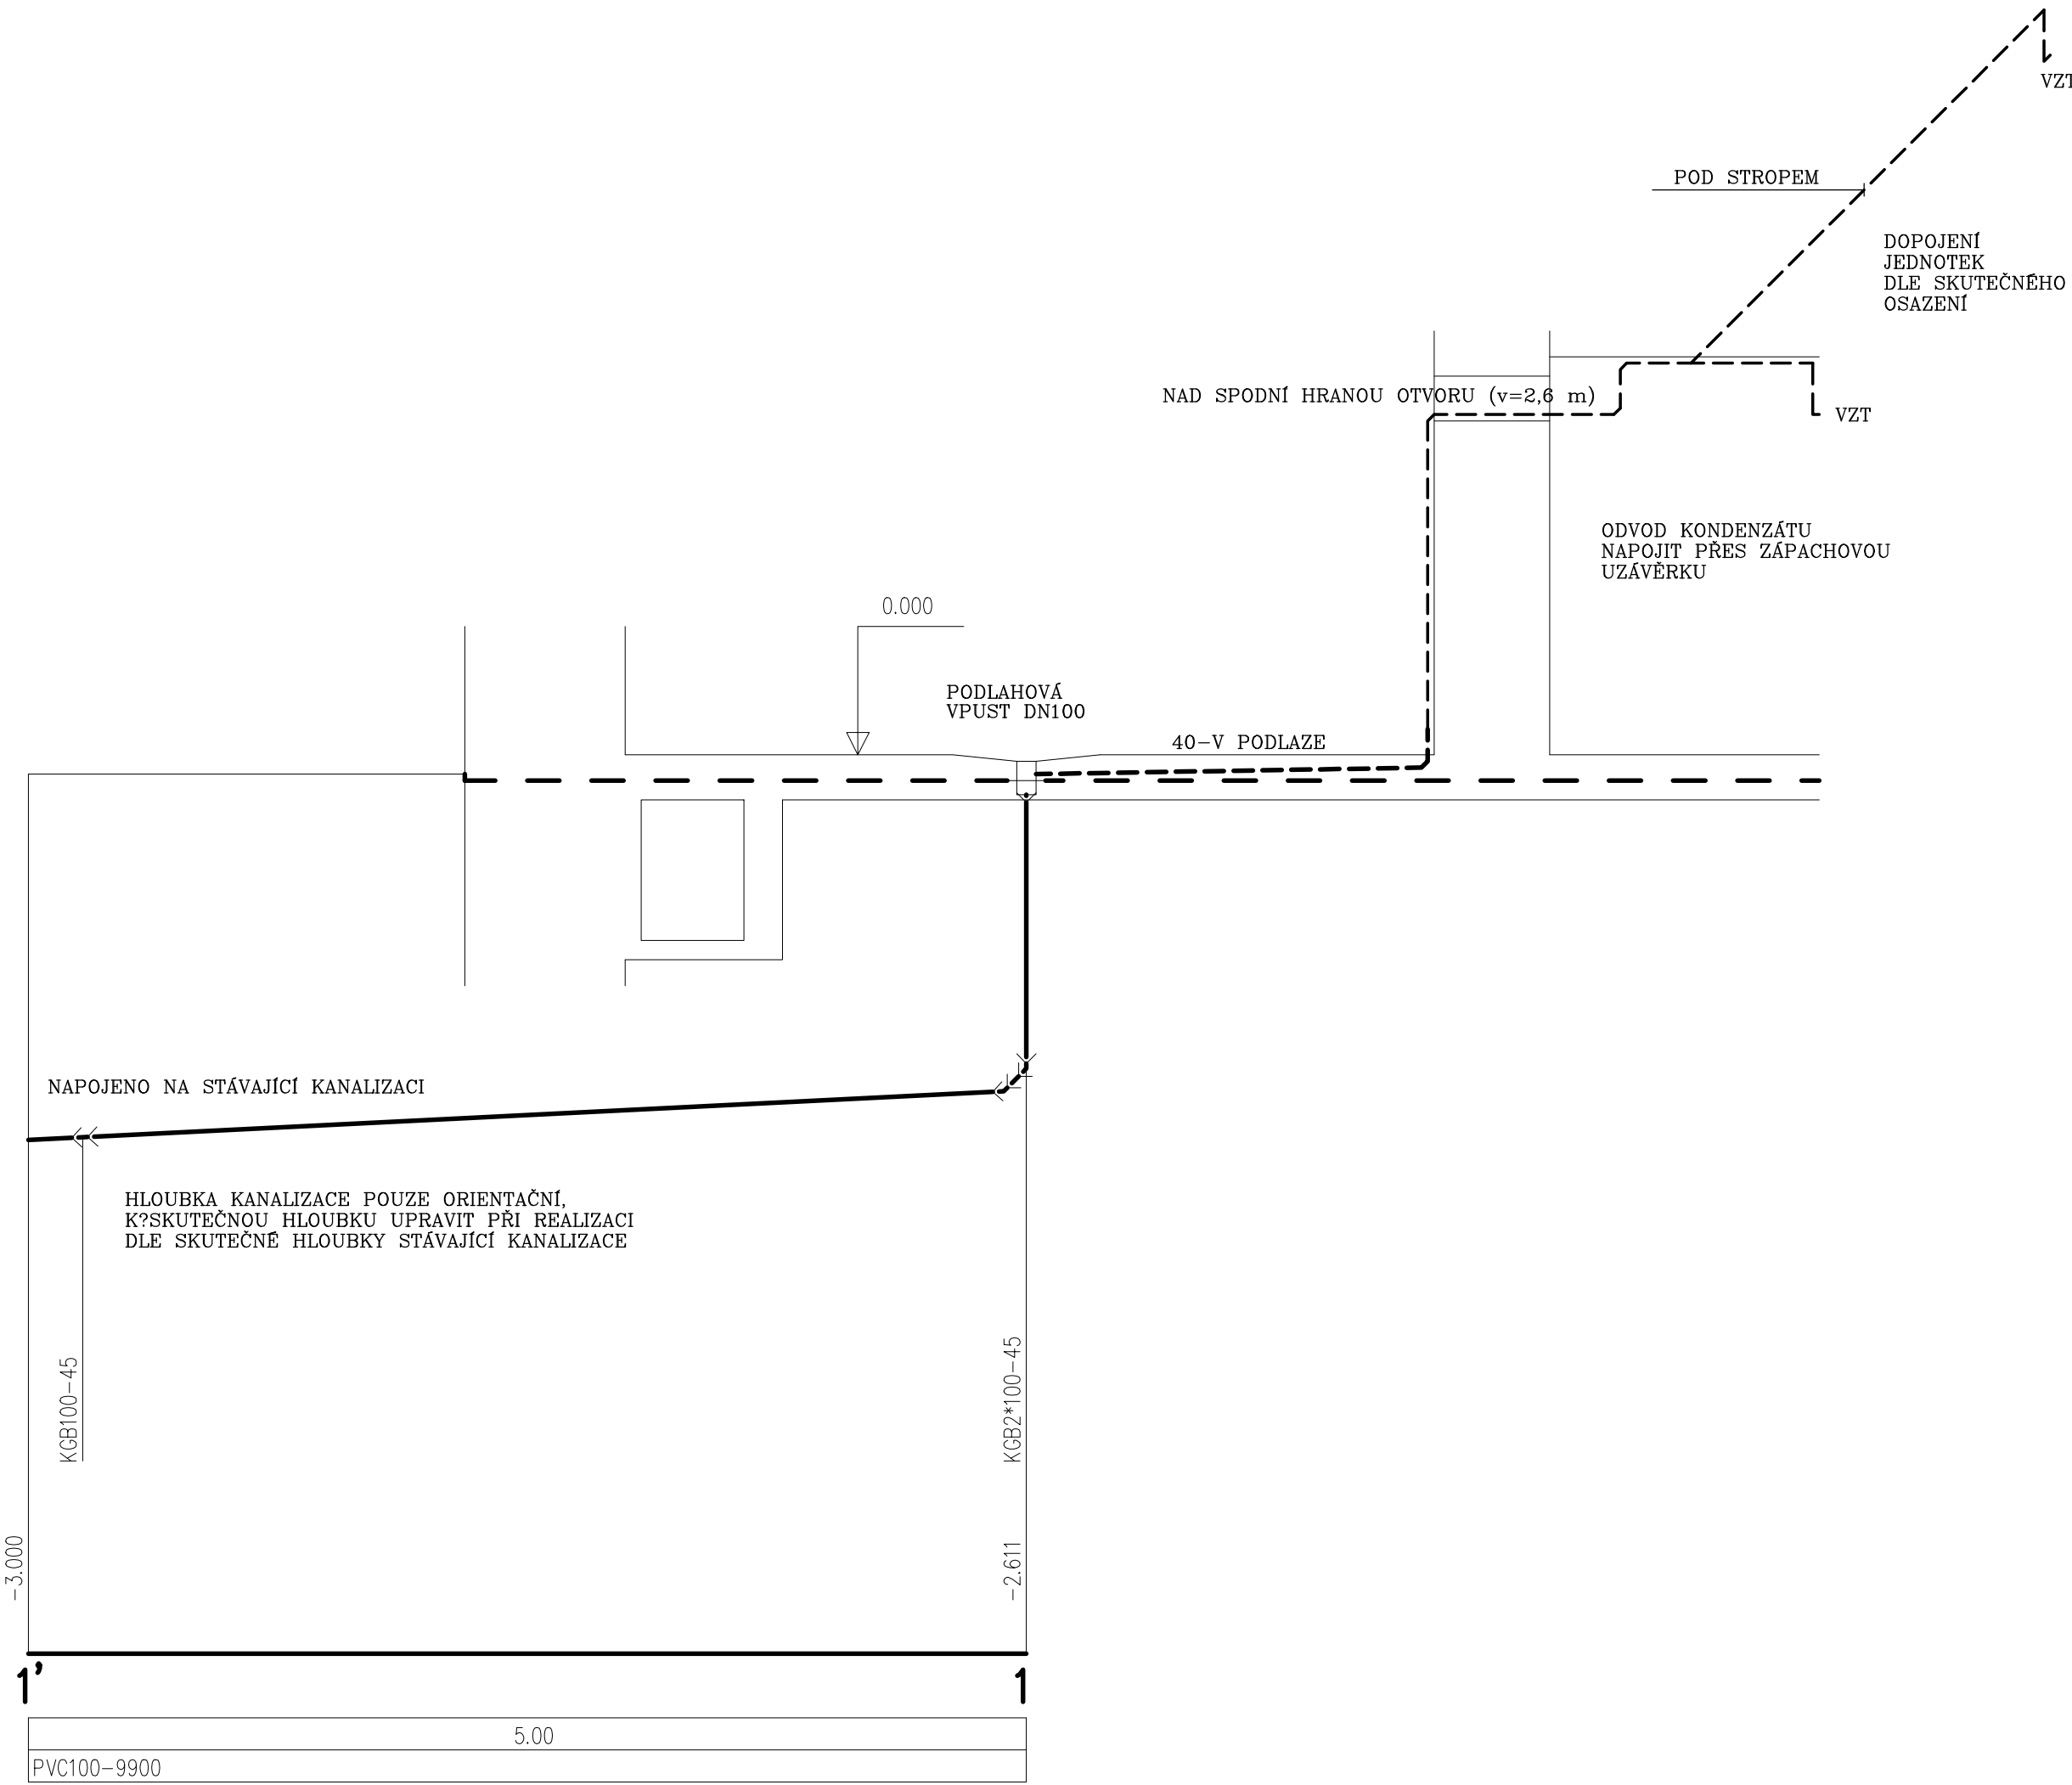 VZT
POD STROPEM
DOPOJENÍ
JEDNOTEK
DLE SKUTEČNÉHO
OSAZENÍ
NAD SPODNÍ HRANOU OTVORU (v=2,6 m)
VZT
ODVOD KONDENZÁTU
NAPOJIT PŘES ZÁPACHOVOU
UZÁVĚRKU
0.000
PODLAHOVÁ
VPUST DN100
40-V PODLAZE
NAPOJENO NA STÁVAJÍCÍ KANALIZACI
HLOUBKA KANALIZACE POUZE ORIENTAČNÍ,
K?SKUTEČNOU HLOUBKU UPRAVIT PŘI REALIZACI
DLE SKUTEČNÉ HLOUBKY STÁVAJÍCÍ KANALIZACE
KGB100-45
KGB2*100-45
-3.000
-2.611
1'
1
5.00
PVC100-9900